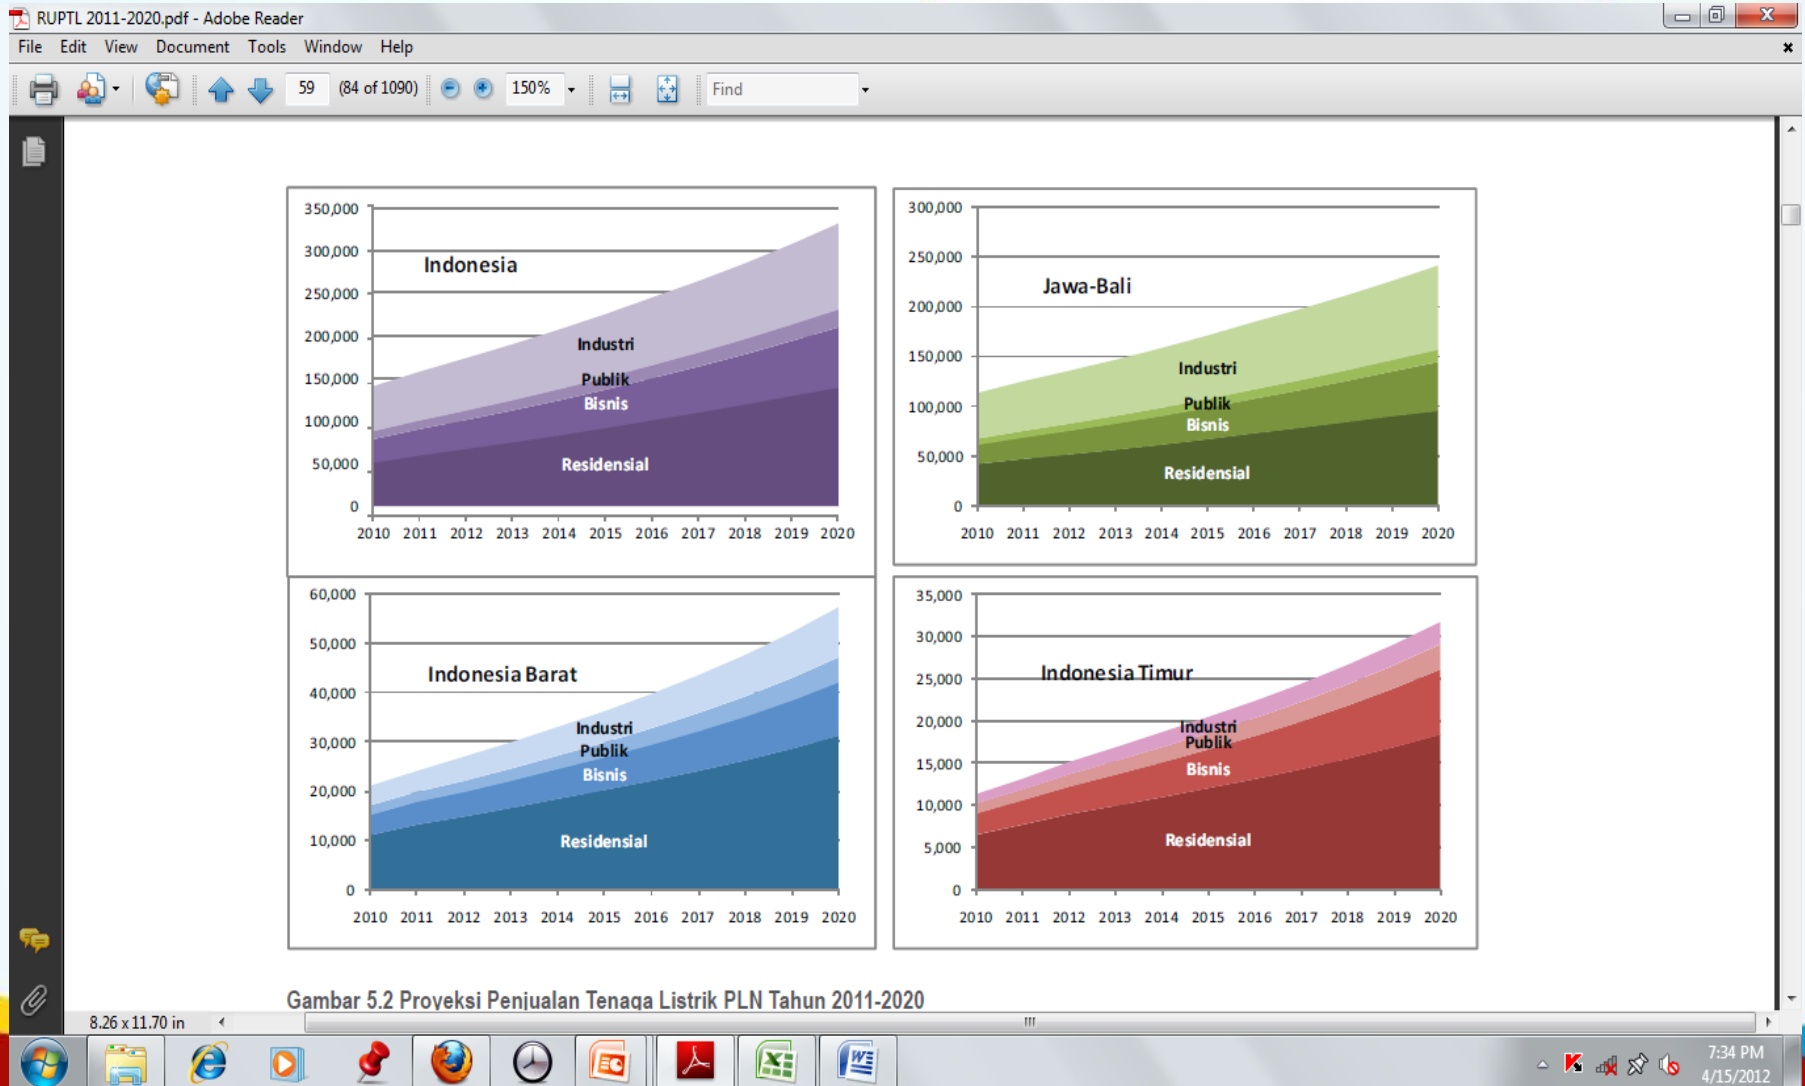 RUPTL 2011-2020.pdf - Adobe Reader
File Edit View Document Tools Window Help
59 (84 of 1090) 150% Find
350,000
300,000
250,000
200,000
150,000
100,000
50,000
0
Indonesia
Industri
Publik
Bisnis
Residensial
2010 2011 2012 2013 2014 2015 2016 2017 2018 2019 2020
300,000
250,000
200,000
150,000
100,000
50,000
0
Jawa-Bali
Industri
Publik
Bisnis
Residensial
2010 2011 2012 2013 2014 2015 2016 2017 2018 2019 2020
60,000
50,000
40,000
30,000
20,000
10,000
0
Indonesia Barat
Industri
Publik
Bisnis
Residensial
2010 2011 2012 2013 2014 2015 2016 2017 2018 2019 2020
35,000
30,000
25,000
20,000
15,000
10,000
5,000
0
Indonesia Timur
Industri
Publik
Bisnis
Residensial
2010 2011 2012 2013 2014 2015 2016 2017 2018 2019 2020
Gambar 5.2 Proyeksi Penjualan Tenaga Listrik PLN Tahun 2011-2020
8.26 x 11.70 in
7:34 PM
4/15/2012